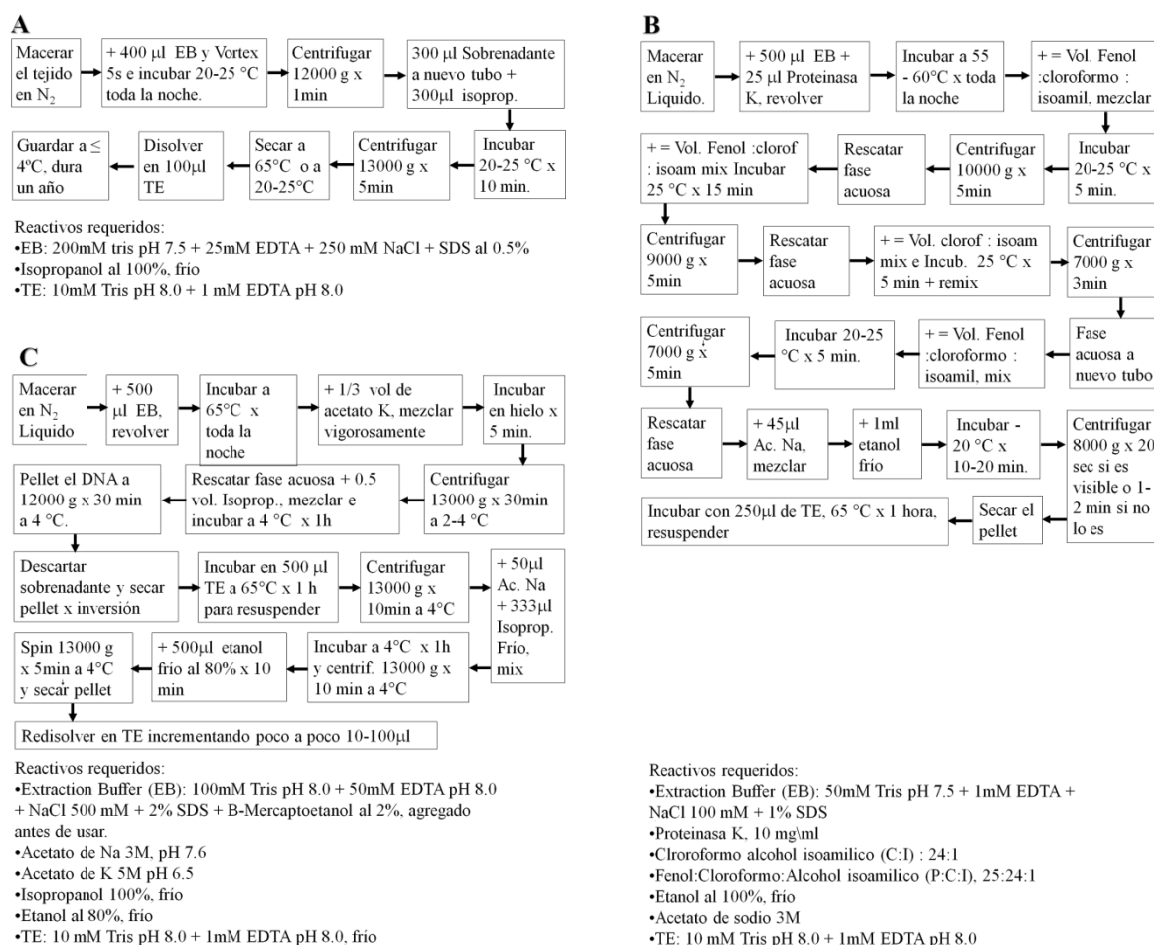 A
Macerar
el tejido
en N2
+ 400 µl EB y Vortex
5s e incubar 20-25 °C
toda la noche.
Centrifugar
12000 g x
1min
300 µl Sobrenadante
a nuevo tubo +
300µl isoprop.
Incubar
20-25 °C x
10 min.
Centrifugar
13000 g x
5min
Secar a
65°C o a
20-25°C
Disolver
en 100µl
TE
Guardar a ≤
4ºC, dura
un año
Reactivos requeridos:
•EB: 200mM tris pH 7.5 + 25mM EDTA + 250 mM NaCl + SDS al 0.5%
•Isopropanol al 100%, frío
•TE: 10mM Tris pH 8.0 + 1 mM EDTA pH 8.0
B
Macerar
en N2
Liquido.
+ 500 µl EB +
25 µl Proteinasa
K, revolver
Incubar a 55
- 60°C x toda
la noche
+ = Vol. Fenol
:cloroformo :
isoamil, mezclar
Incubar
20-25 °C x
5 min.
Centrifugar
10000 g x
5min
Rescatar
fase
acuosa
+ = Vol. Fenol :clorof
: isoam mix Incubar
25 °C x 15 min
Centrifugar
9000 g x
5min
Rescatar
fase
acuosa
+ = Vol. clorof : isoam
mix e Incub. 25 °C x
5 min + remix
Centrifugar
7000 g x
3min
Fase
acuosa a
nuevo tubo
+ = Vol. Fenol
:cloroformo :
isoamil, mix
Incubar 20-25
°C x 5 min.
Centrifugar
7000 g x
5min
Rescatar
fase
acuosa
+ 45µl
Ac. Na,
mezclar
+ 1ml
etanol
frío
Incubar -
20 °C x
10-20 min.
Centrifugar
8000 g x 20
sec si es
visible o 1-
2 min si no
lo es
Secar el
pellet
Incubar con 250µl de TE, 65 °C x 1 hora,
resuspender
C
Macerar
en N2
Liquido
+ 500
µl EB,
revolver
Incubar a
65°C x
toda la
noche
+ 1/3 vol de
acetato K, mezclar
vigorosamente
Incubar
en hielo x
5 min.
Centrifugar
13000 g x 30min
a 2-4 °C
Rescatar fase acuosa + 0.5
vol. Isoprop., mezclar e
incubar a 4 °C x 1h
Pellet el DNA a
12000 g x 30 min
a 4 °C.
Descartar
sobrenadante y secar
pellet x inversión
Incubar en 500 µl
TE a 65°C x 1 h
para resuspender
Centrifugar
13000 g x
10min a 4°C
+ 50µl
Ac. Na
+ 333µl
Isoprop.
Frío,
mix
Incubar a 4°C x 1h
y centrif. 13000 g x
10 min a 4°C
+ 500µl etanol
frío al 80% x 10
min
Spin 13000 g
x 5min a 4°C
y secar pellet
Redisolver en TE incrementando poco a poco 10-100µl
Reactivos requeridos:
•Extraction Buffer (EB): 100mM Tris pH 8.0 + 50mM EDTA pH 8.0
+ NaCl 500 mM + 2% SDS + B-Mercaptoetanol al 2%, agregado
antes de usar.
•Acetato de Na 3M, pH 7.6
•Acetato de K 5M pH 6.5
•Isopropanol 100%, frío
•Etanol al 80%, frío
•TE: 10 mM Tris pH 8.0 + 1mM EDTA pH 8.0, frío
Reactivos requeridos:
•Extraction Buffer (EB): 50mM Tris pH 7.5 + 1mM EDTA +
NaCl 100 mM + 1% SDS
•Proteinasa K, 10 mg\ml
•Clroroformo alcohol isoamilico (C:I) : 24:1
•Fenol:Cloroformo:Alcohol isoamilico (P:C:I), 25:24:1
•Etanol al 100%, frío
•Acetato de sodio 3M
•TE: 10 mM Tris pH 8.0 + 1mM EDTA pH 8.0